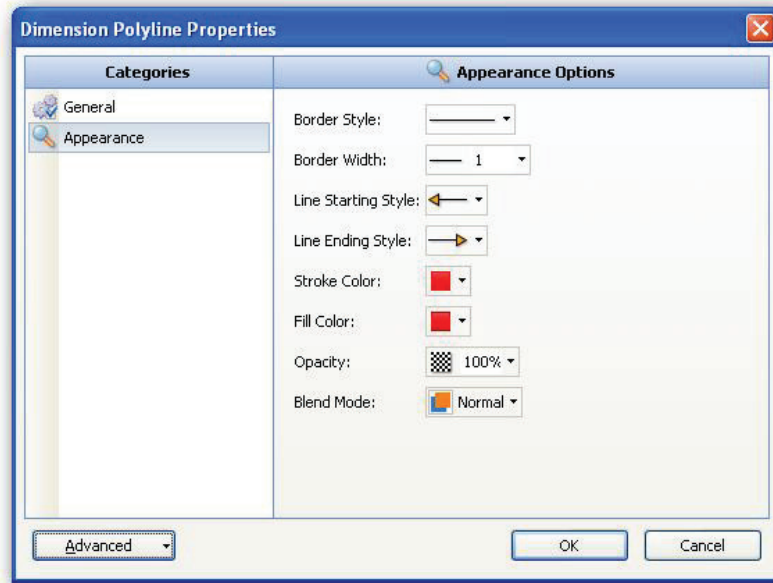 Dimension Polyline Properties
Categories
Appearance Options
General
Appearance
Border Style:
Border Width: 1
Line Starting Style:
Line Ending Style:
Stroke Color:
Fill Color:
Opacity: 100%
Blend Mode: Normal
Advanced OK Cancel